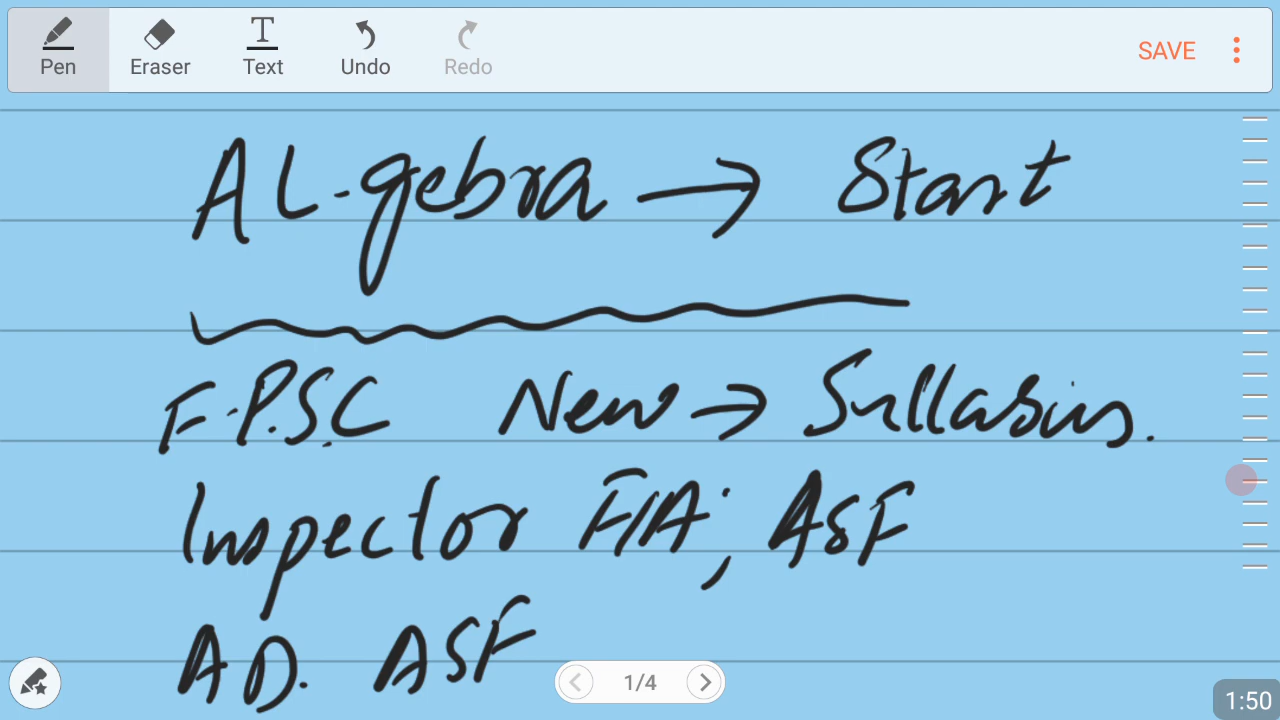 Pen Eraser Text Undo Redo SAVE
AL-gebra → Start
F.P.S.C New → Syllabus.
Inspector FIA; ASF
AD. ASF
1/4
1:50